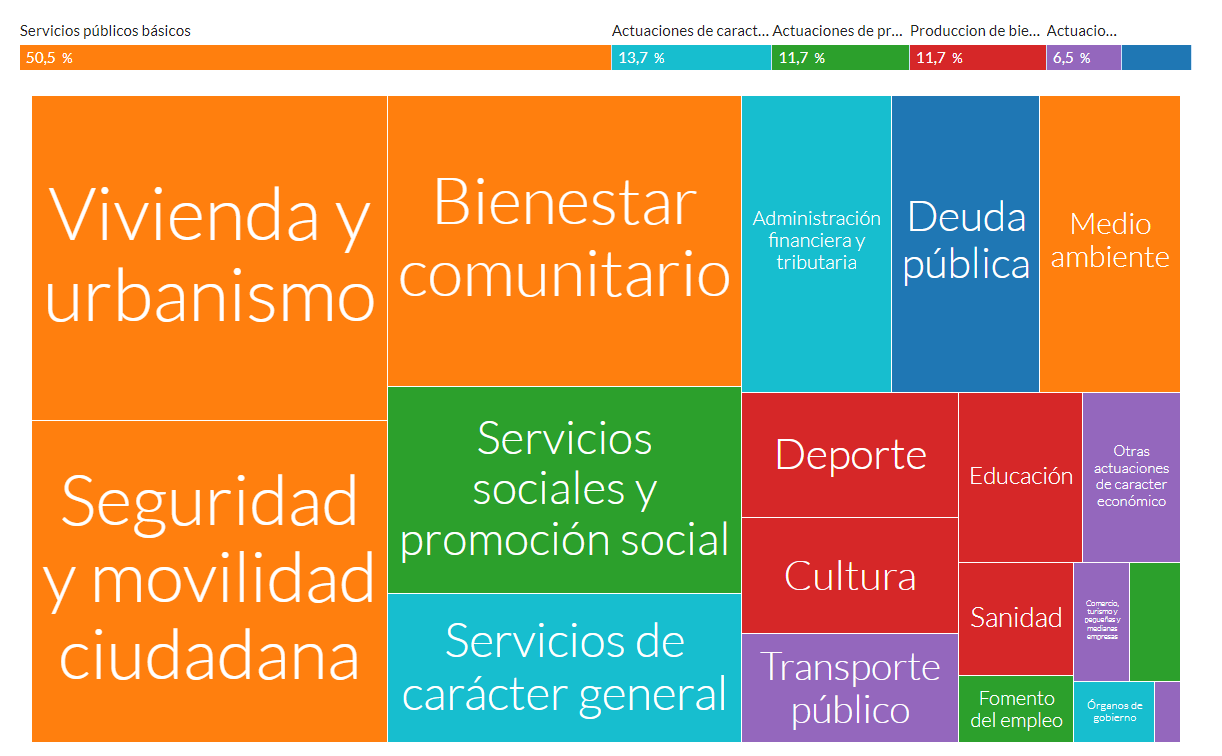 Servicios públicos básicos
Actuaciones de caract...
Actuaciones de pr...
Produccion de bie...
Actuacio...
50,5 %
13,7 %
11,7 %
11,7 %
6,5 %
Vivienda y
urbanismo
Bienestar
comunitario
Administración
financiera y
tributaria
Deuda
pública
Medio
ambiente
Seguridad
y movilidad
ciudadana
Servicios
sociales y
promoción social
Servicios de
carácter general
Deporte
Cultura
Transporte
público
Educación
Otras
actuaciones
de caracter
económico
Sanidad
Comercio,
turismo y
pequeñas y
medianas
empresas
Fomento
del empleo
Órganos de
gobierno